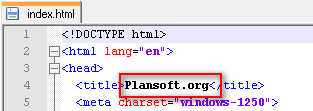 index.html
1 <!DOCTYPE html>
2 <html lang="en">
3 <head>
4 <title>Plansoft.org</title>
5 <meta charset="windows-1250">